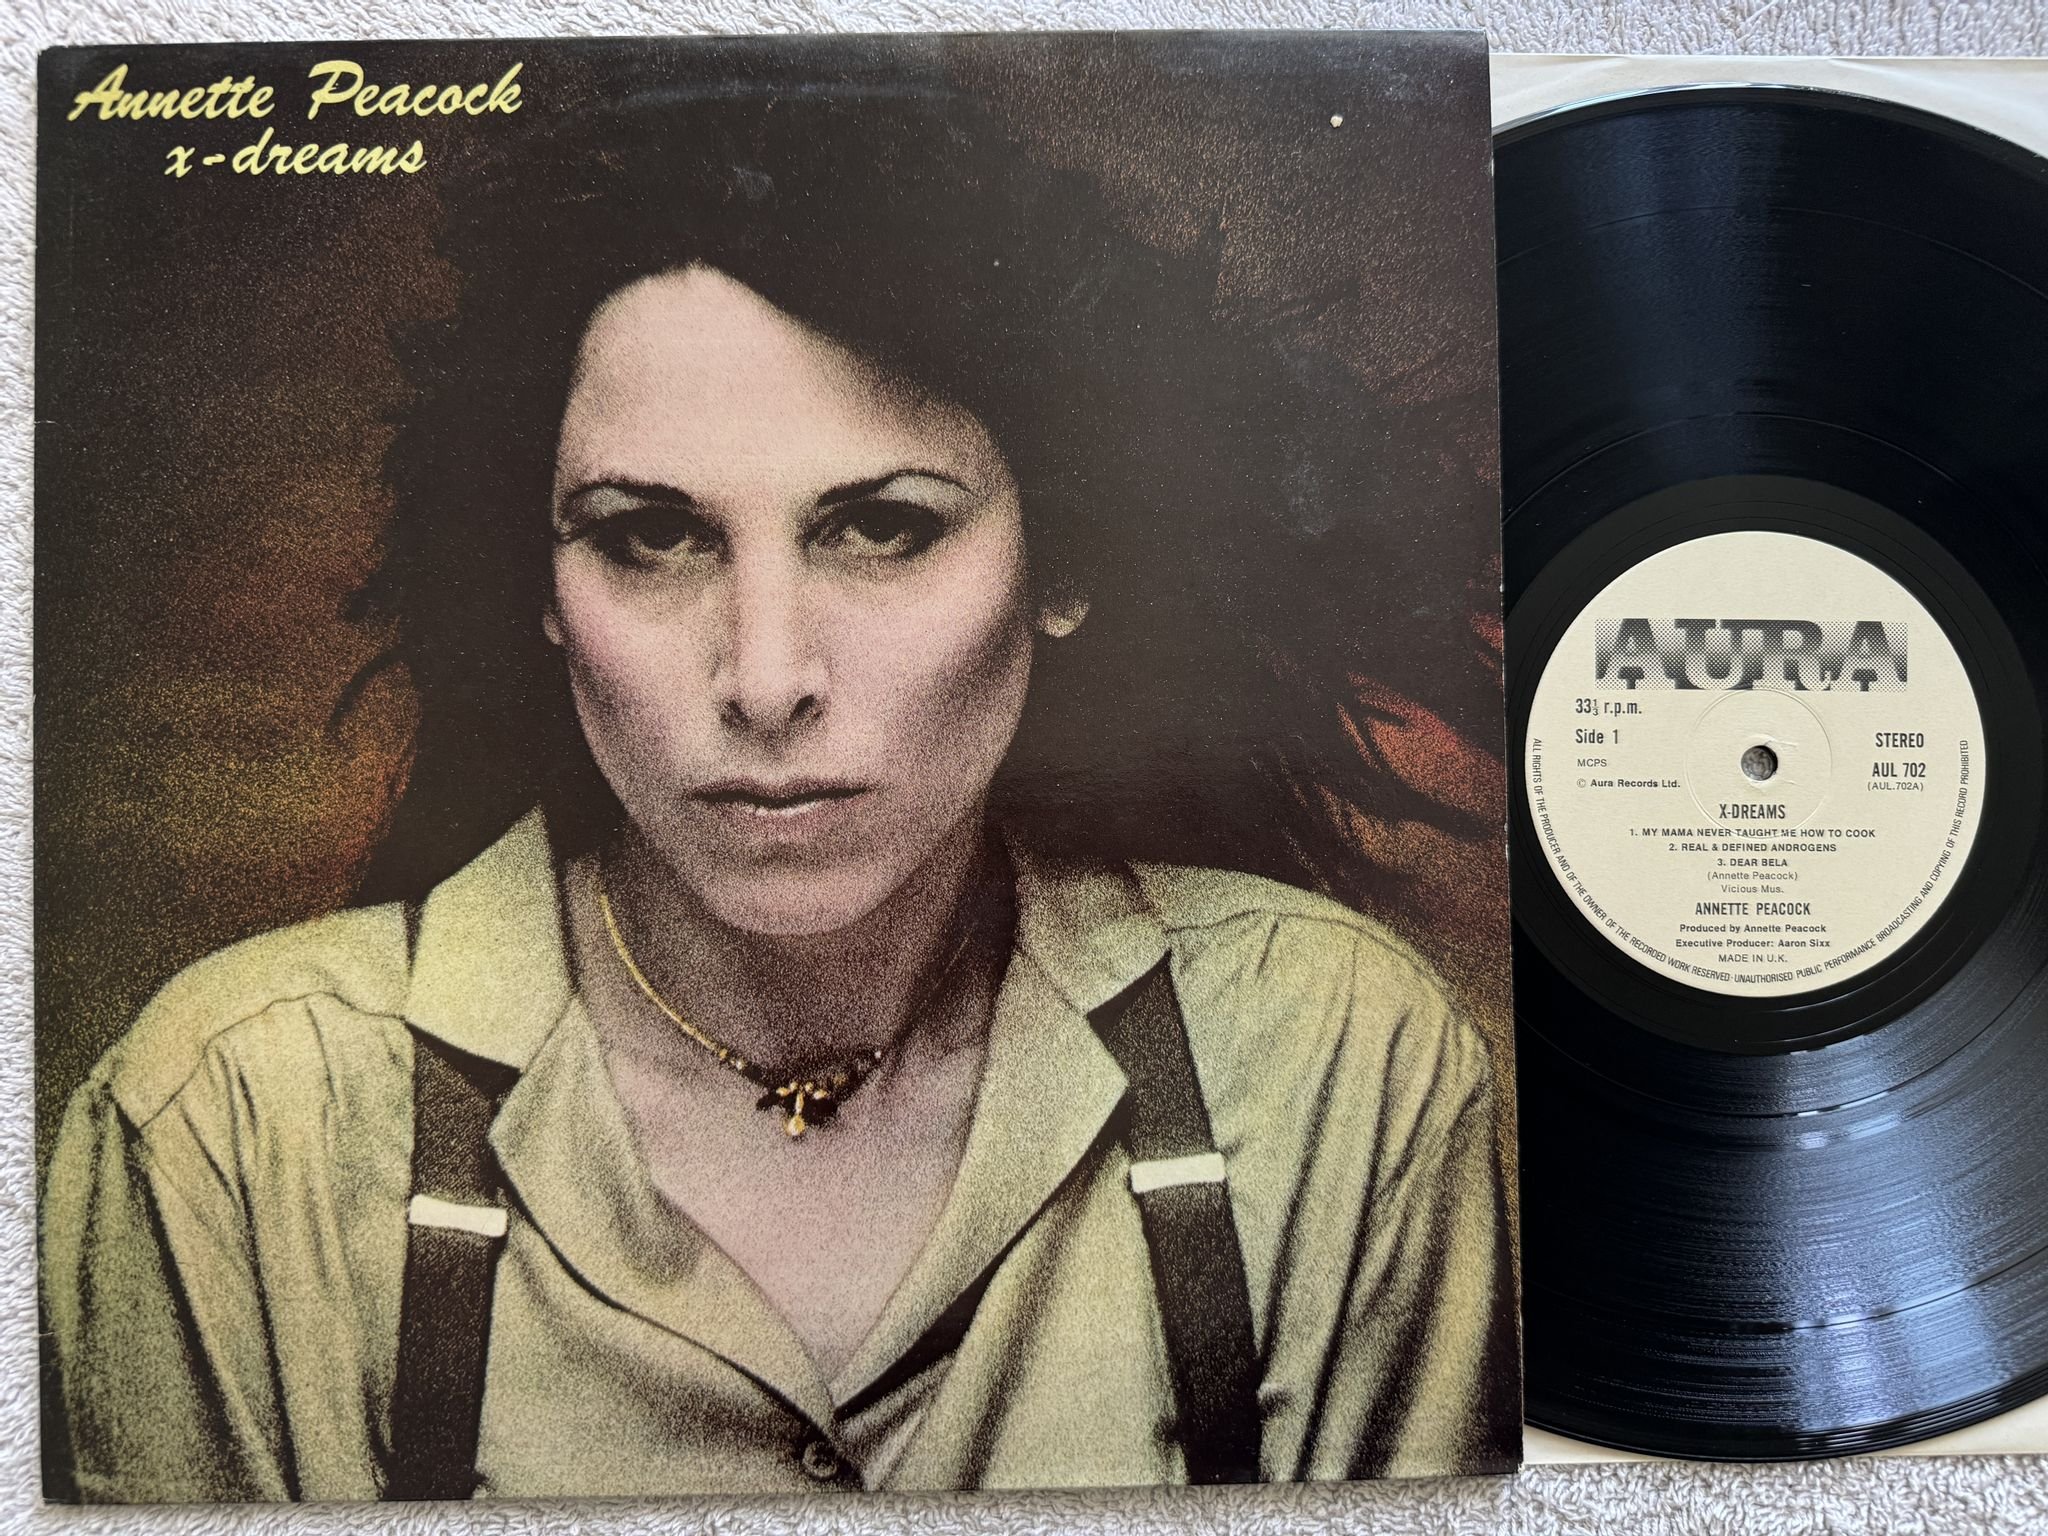 Annette Peacock
x-dreams
AURA
33⅓ r.p.m.
Side 1
MCPS
© Aura Records Ltd.
STEREO
AUL 702
(AUL.702A)
X-DREAMS
1. MY MAMA NEVER TAUGHT ME HOW TO COOK
2. REAL & DEFINED ANDROGENS
3. DEAR BELA
(Annette Peacock)
Vicious Mus.
ANNETTE PEACOCK
Produced by Annette Peacock
Executive Producer: Aaron Sixx
MADE IN U.K.
ALL RIGHTS OF THE PRODUCER AND OF THE OWNER OF THE RECORDED WORK RESERVED·UNAUTHORISED PUBLIC PERFORMANCE BROADCASTING AND COPYING OF THIS RECORD PROHIBITED